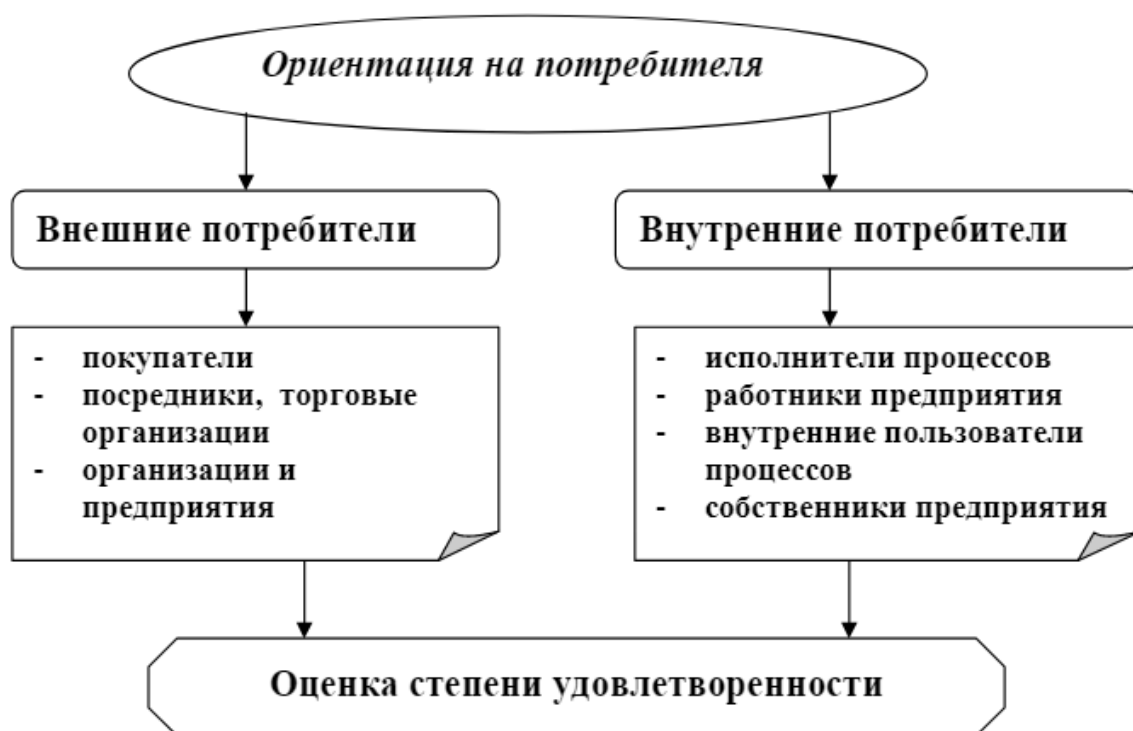 Ориентация на потребителя
Внешние потребители
- покупатели
- посредники, торговые
организации
- организации и
предприятия
Внутренние потребители
- исполнители процессов
- работники предприятия
- внутренние пользователи
процессов
- собственники предприятия
Оценка степени удовлетворенности